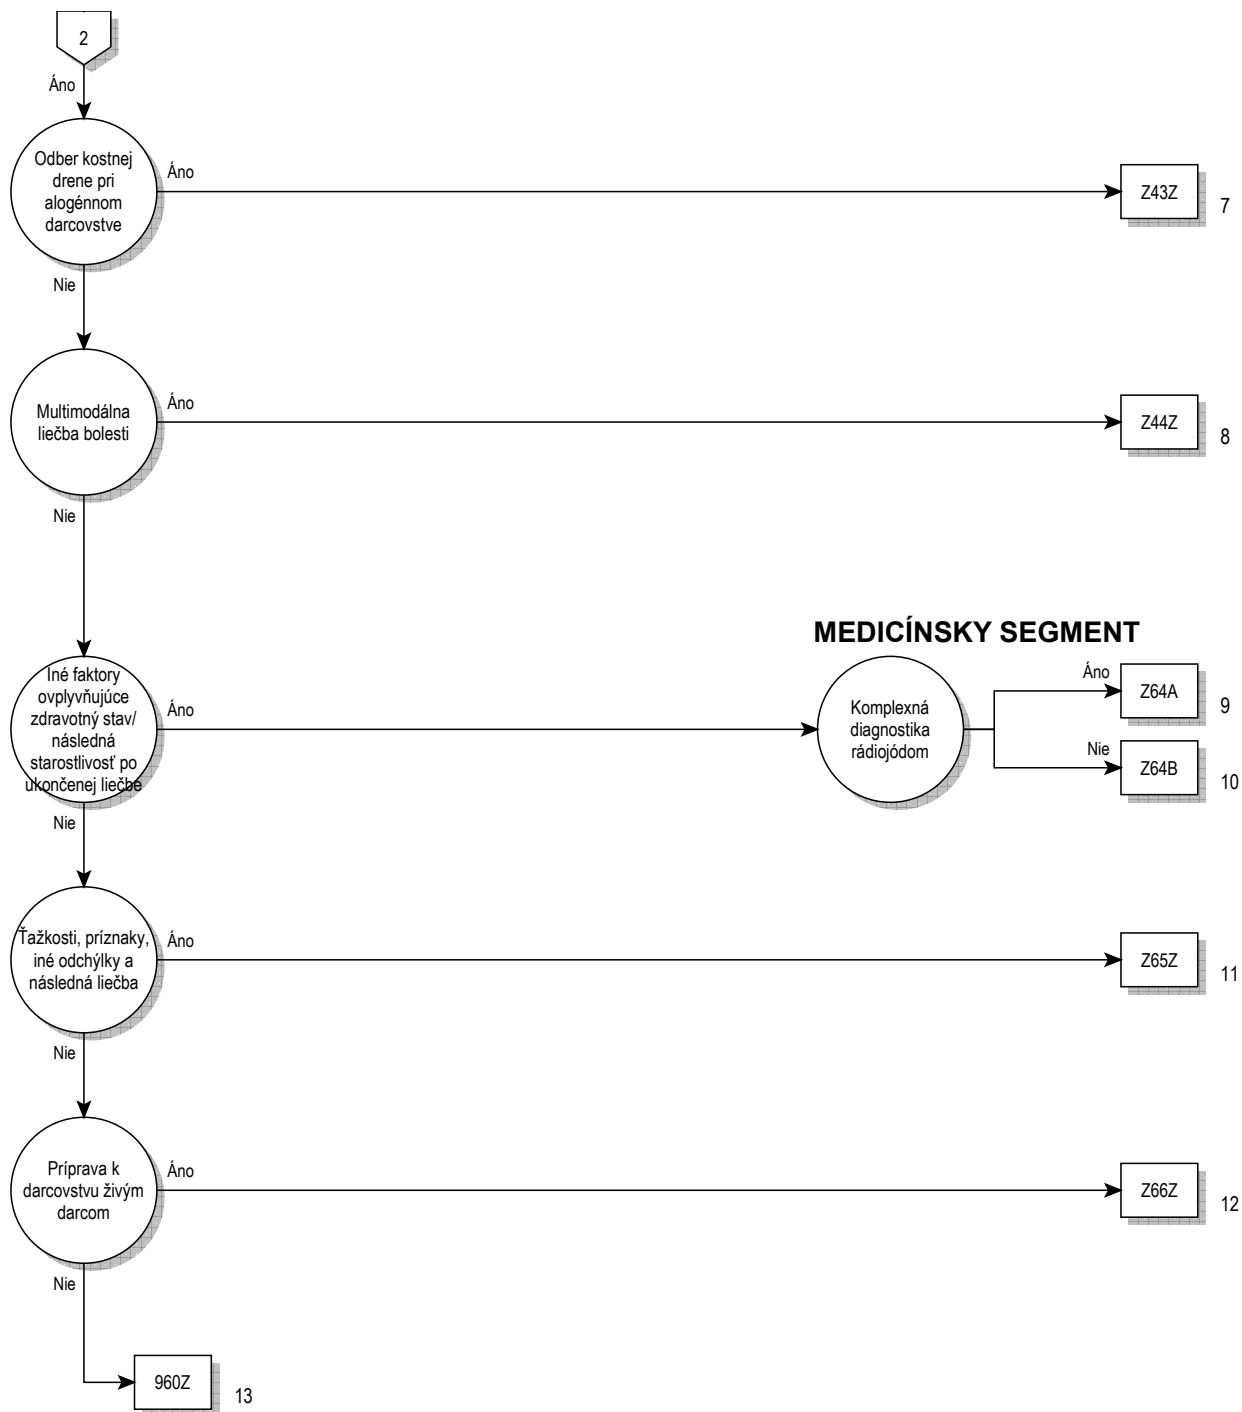 2
Áno
Odber kostnej
drene pri
alogénnom
darcovstve
Áno
Z43Z
7
Nie
Multimodálna
liečba bolesti
Áno
Z44Z
8
Nie
MEDICÍNSKY SEGMENT
Iné faktory
ovplyvňujúce
zdravotný stav/
následná
starostlivosť po
ukončenej liečbe
Áno
Komplexná
diagnostika
rádiojódom
Áno
Z64A
9
Nie
Z64B
10
Nie
Ťažkosti, príznaky,
iné odchýlky a
následná liečba
Áno
Z65Z
11
Nie
Príprava k
darcovstvu živým
darcom
Áno
Z66Z
12
Nie
960Z
13